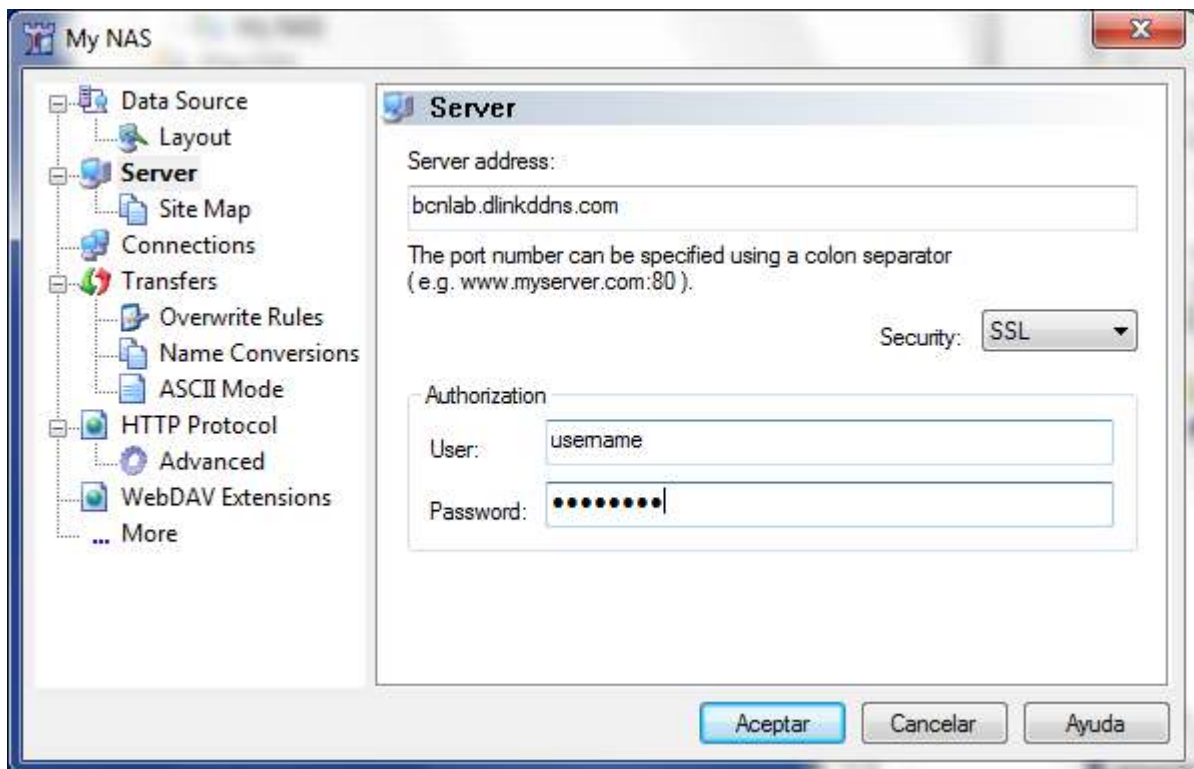 My NAS
Data Source
Layout
Server
Site Map
Connections
Transfers
Overwrite Rules
Name Conversions
ASCII Mode
HTTP Protocol
Advanced
WebDAV Extensions
... More
Server
Server address:
bcnlab.dlinkddns.com
The port number can be specified using a colon separator
( e.g. www.myserver.com:80 ).
Security: SSL
Authorization
User: username
Password: ●●●●●●●●
Aceptar Cancelar Ayuda